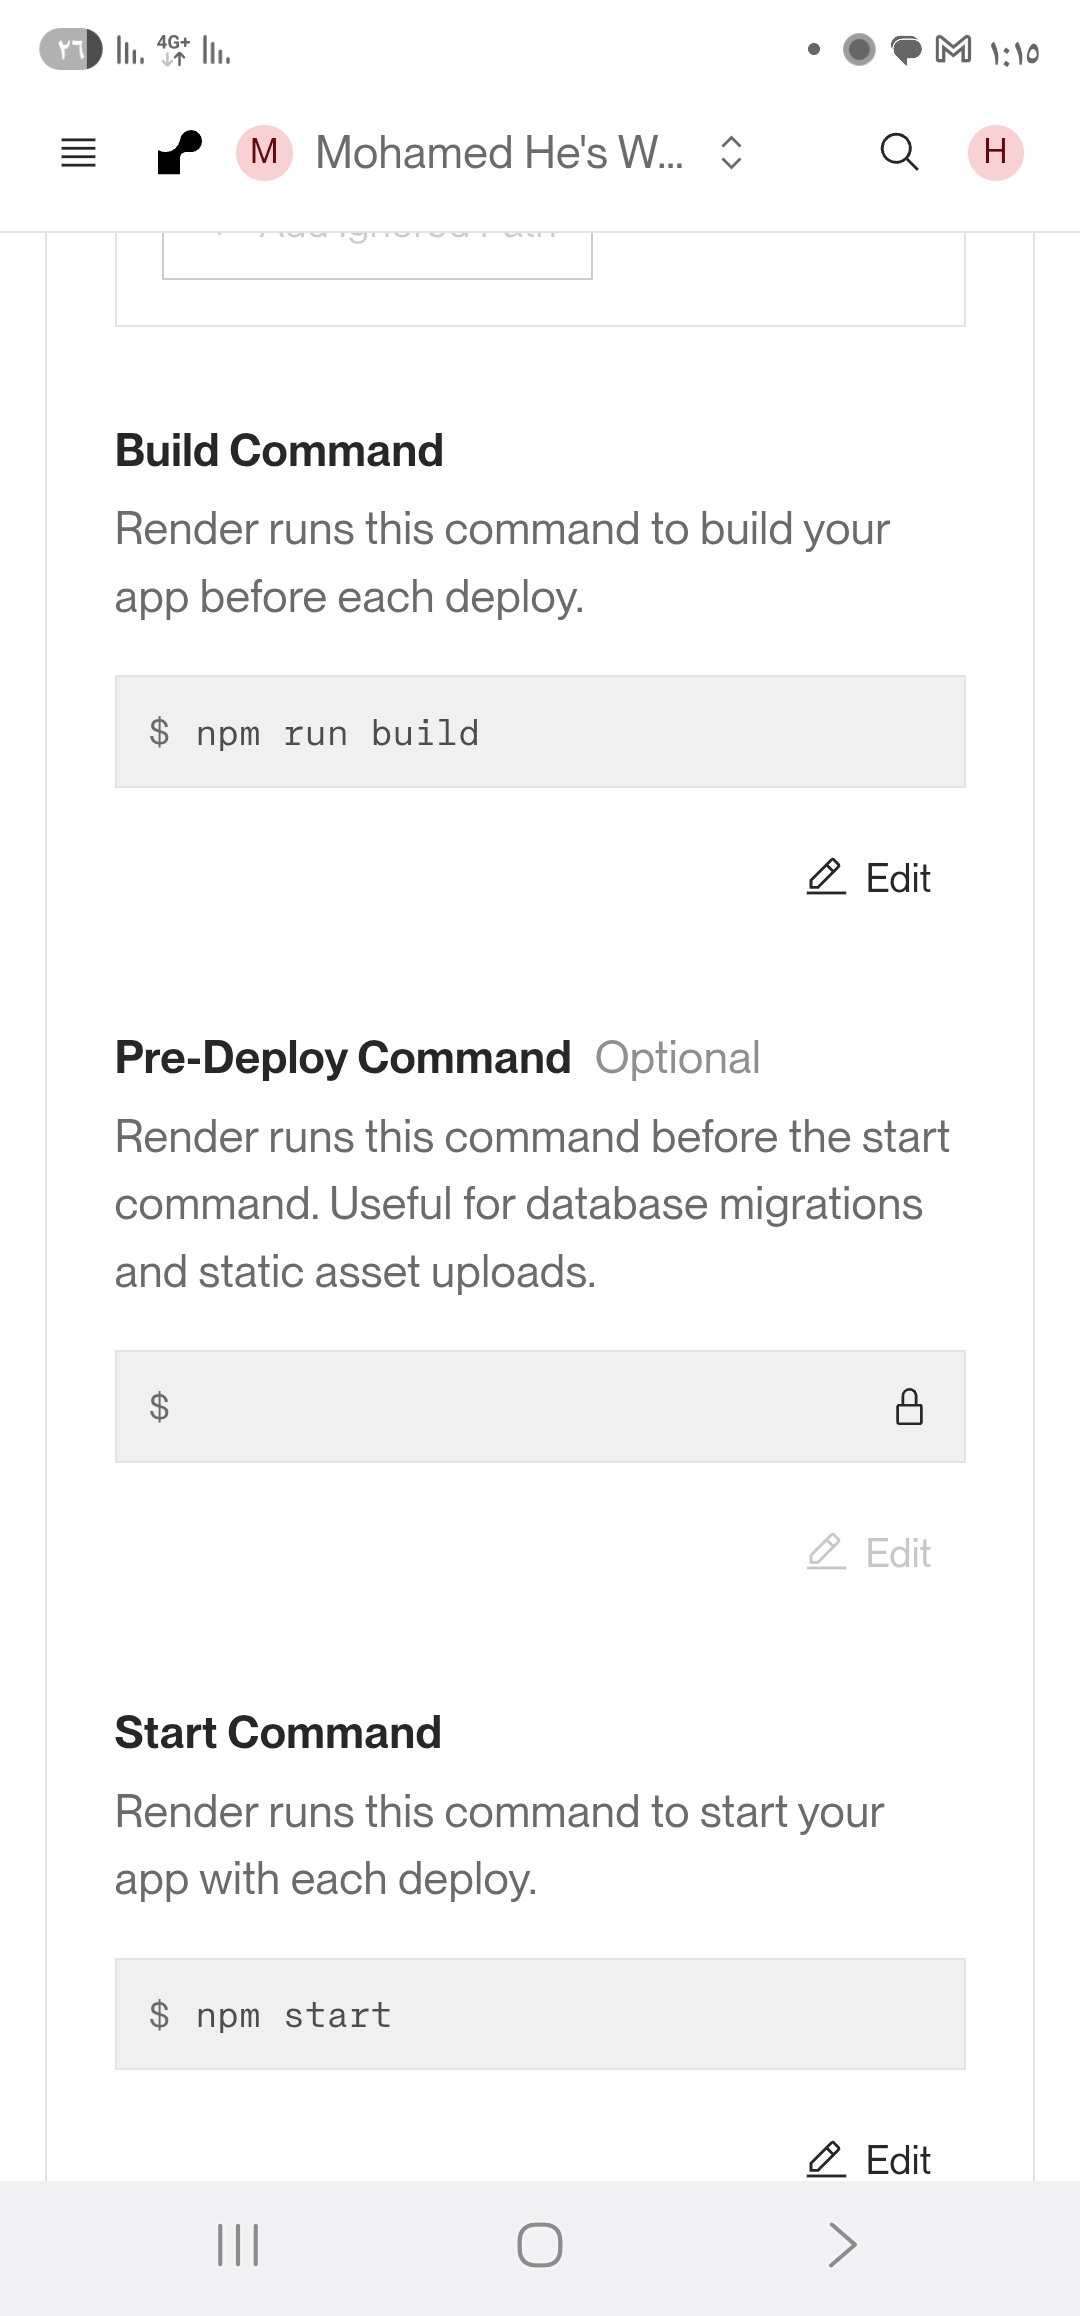 ٢٦ 4G+ ١:١٥
M Mohamed He's W... H
Add Ignored Path
Build Command
Render runs this command to build your
app before each deploy.
$ npm run build
Edit
Pre-Deploy Command Optional
Render runs this command before the start
command. Useful for database migrations
and static asset uploads.
$
Edit
Start Command
Render runs this command to start your
app with each deploy.
$ npm start
Edit